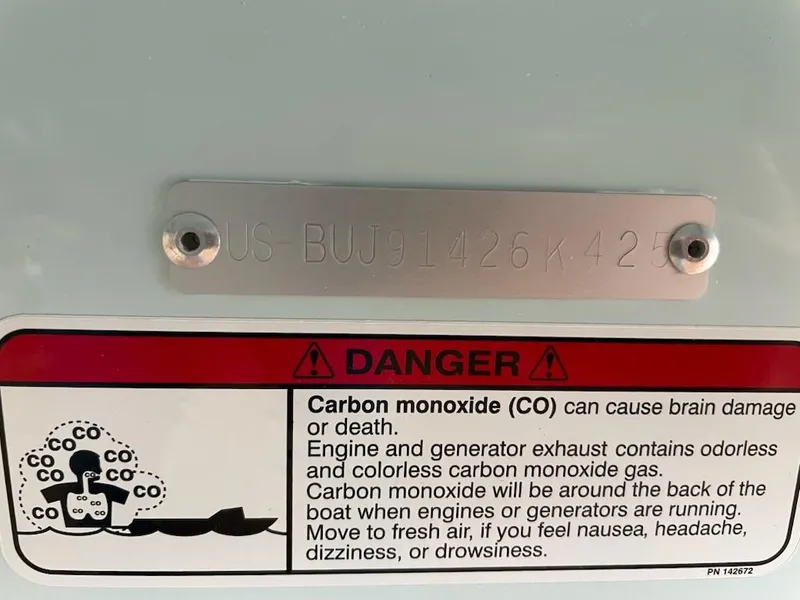 US-BUJ91426K425
DANGER
Carbon monoxide (CO) can cause brain damage
or death.
Engine and generator exhaust contains odorless
and colorless carbon monoxide gas.
Carbon monoxide will be around the back of the
boat when engines or generators are running.
Move to fresh air, if you feel nausea, headache,
dizziness, or drowsiness.
PN 142672
CO
CO
CO
CO
CO
CO
CO
CO
CO
CO
CO
CO